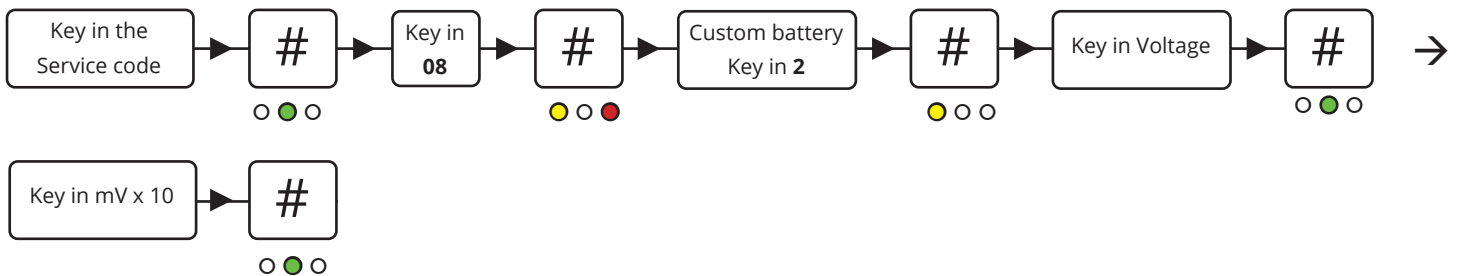 Key in the
Service code
#
Key in
08
#
Custom battery
Key in 2
#
Key in Voltage
#
→
Key in mV x 10
#